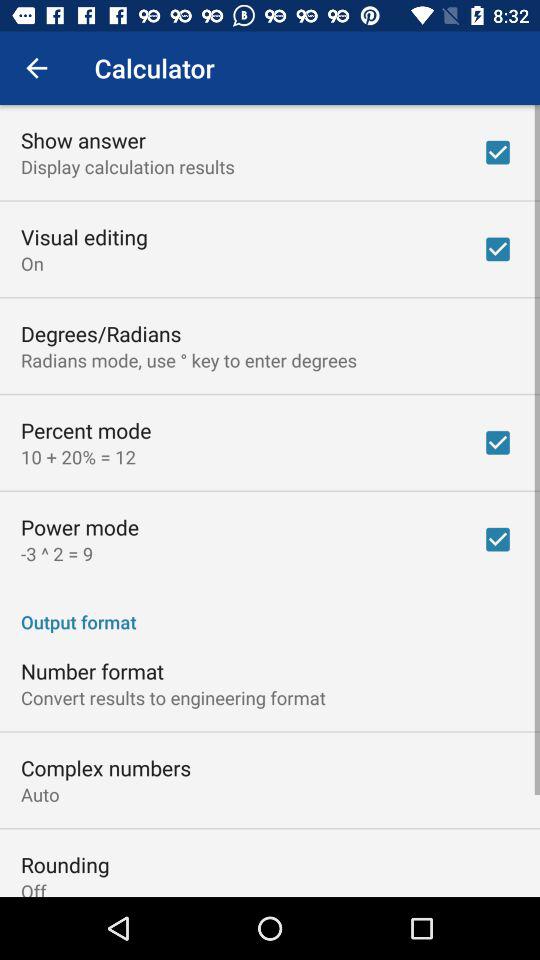 8:32
Calculator
Show answer
Display calculation results
Visual editing
On
Degrees/Radians
Radians mode, use ° key to enter degrees
Percent mode
10 + 20% = 12
Power mode
-3 ^ 2 = 9
Output format
Number format
Convert results to engineering format
Complex numbers
Auto
Rounding
Off